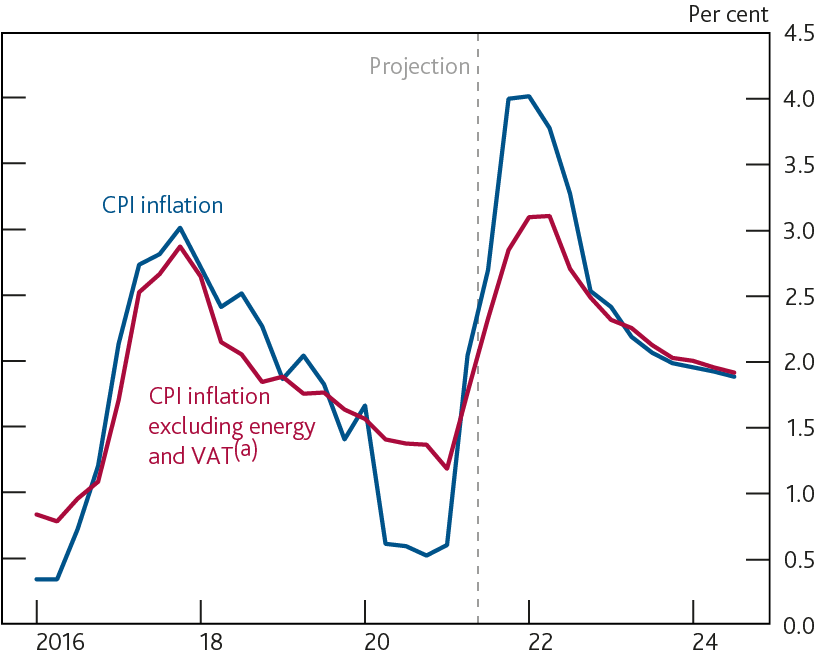 Per cent
4.5
Projection
4.0
3.5
CPI inflation
3.0
2.5
2.0
CPI inflation
excluding energy
and VAT(a)
1.5
1.0
0.5
0.0
2016 18 20 22 24